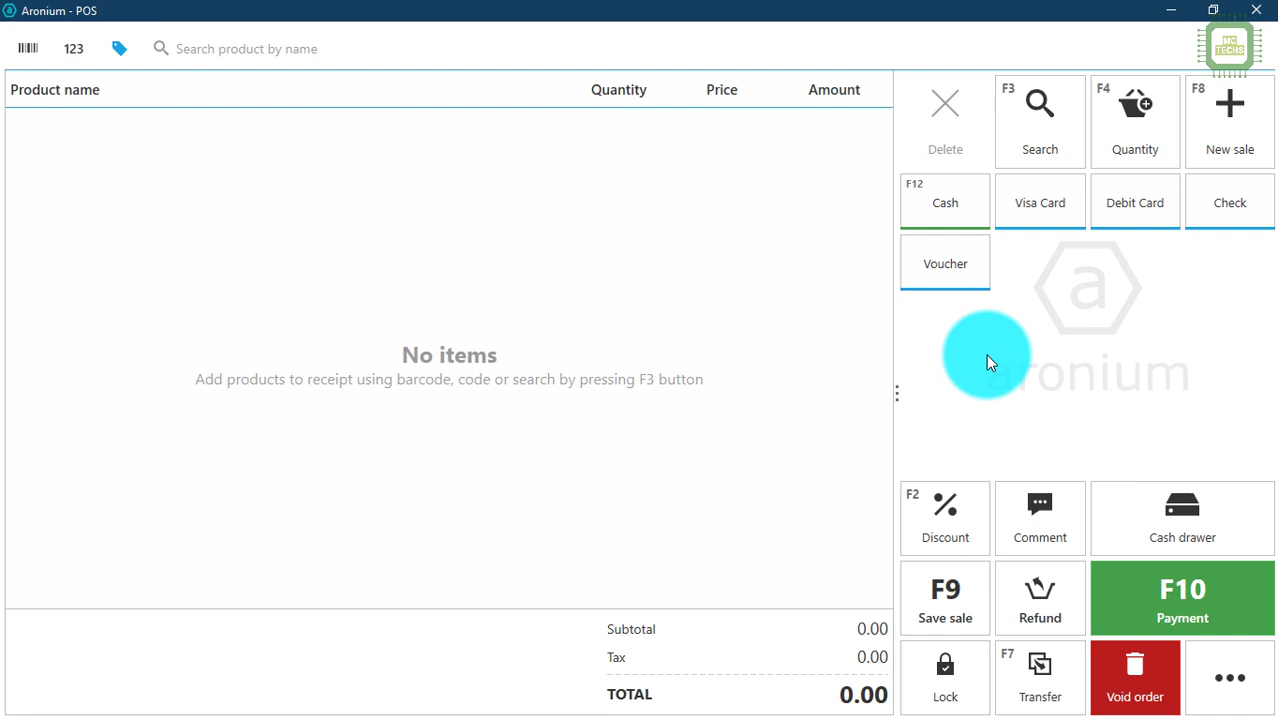 Aronium - POS
123
Search product by name
MC
TECHS
Product name Quantity Price Amount
No items
Add products to receipt using barcode, code or search by pressing F3 button
Subtotal 0.00
Tax 0.00
TOTAL 0.00
Delete
F3
Search
F4
Quantity
F8
New sale
F12
Cash
Visa Card
Debit Card
Check
Voucher
a
aronium
F2
Discount
Comment
Cash drawer
F9
Save sale
Refund
F10
Payment
Lock
F7
Transfer
Void order